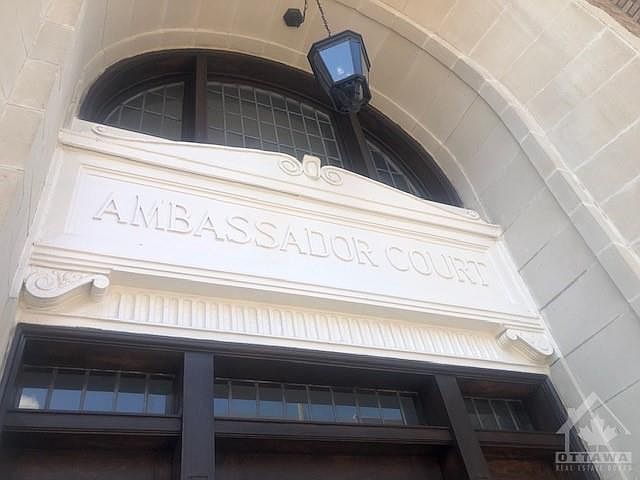 AMBASSADOR COURT
OTTAWA
REAL ESTATE BOARD